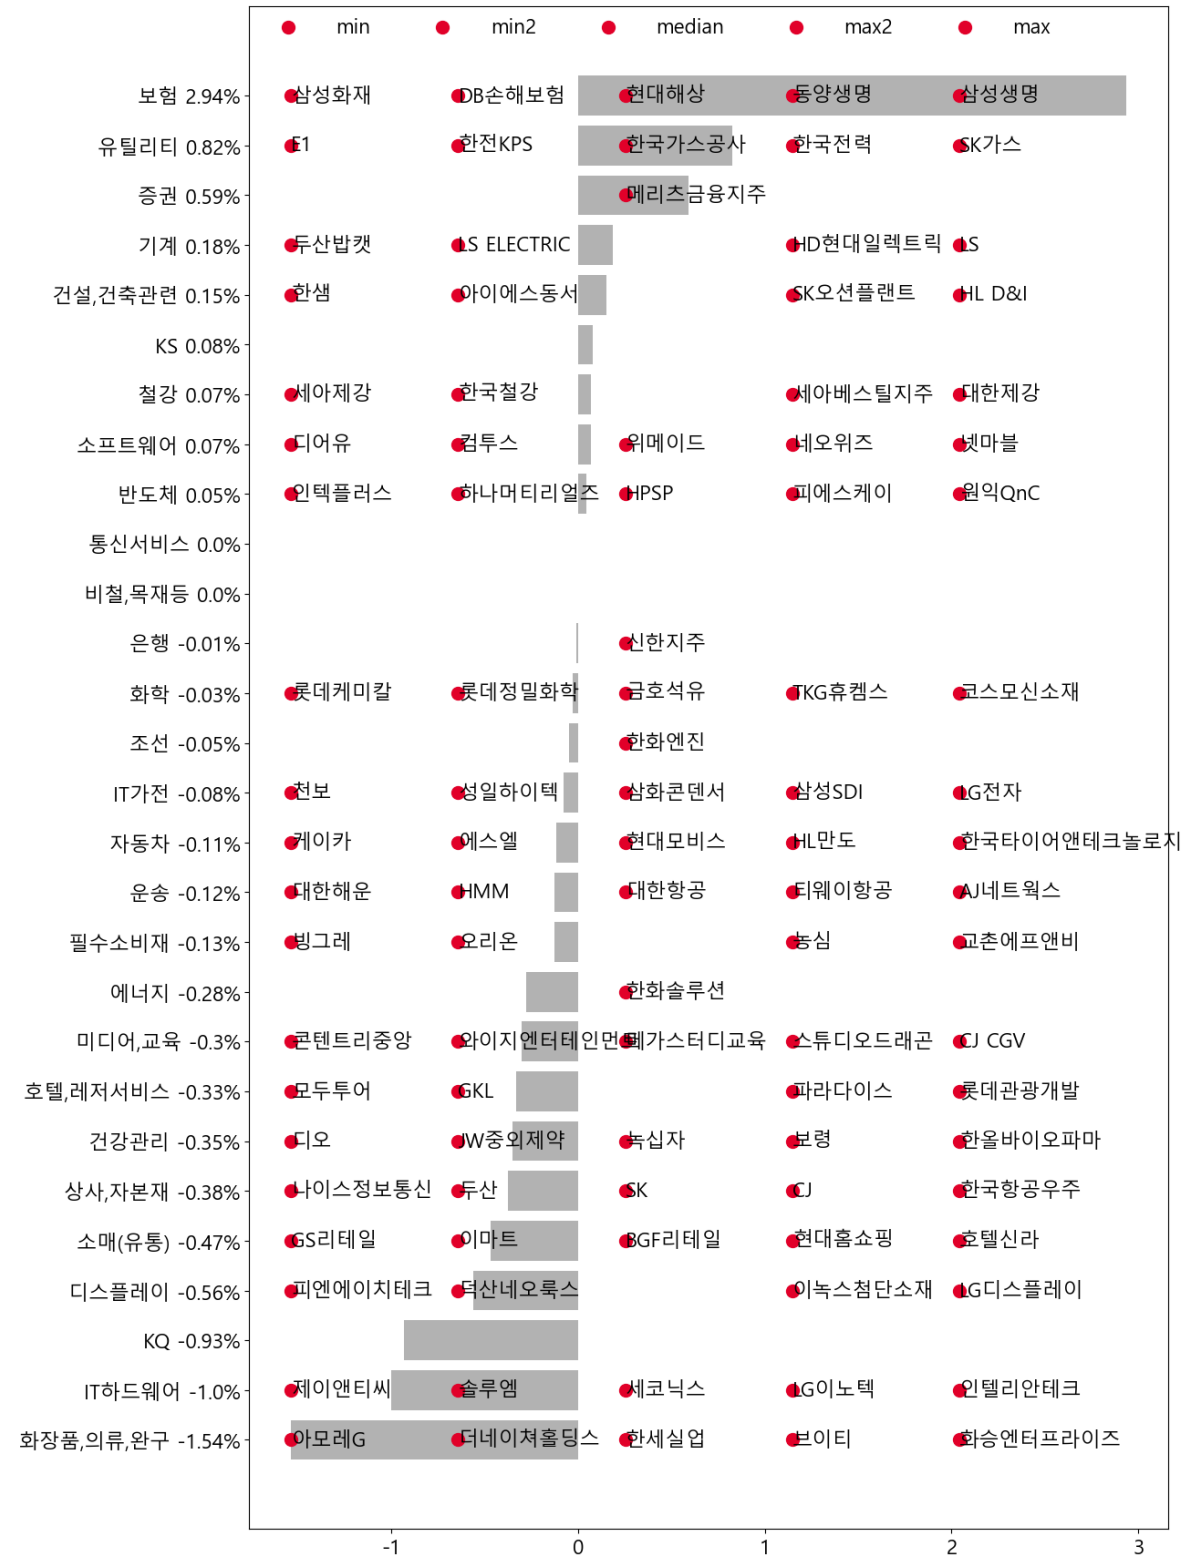 min min2 median max2 max
보험 2.94% 삼성화재 DB손해보험 현대해상 동양생명 삼성생명
유틸리티 0.82% E1 한전KPS 한국가스공사 한국전력 SK가스
증권 0.59% 메리츠금융지주
기계 0.18% 두산밥캣 LS ELECTRIC HD현대일렉트릭 LS
건설,건축관련 0.15% 한샘 아이에스동서 SK오션플랜트 HL D&I
KS 0.08%
철강 0.07% 세아제강 한국철강 세아베스틸지주 대한제강
소프트웨어 0.07% 디어유 컴투스 위메이드 네오위즈 넷마블
반도체 0.05% 인텍플러스 하나머티리얼즈 HPSP 피에스케이 원익QnC
통신서비스 0.0%
비철,목재등 0.0%
은행 -0.01% 신한지주
화학 -0.03% 롯데케미칼 롯데정밀화학 금호석유 TKG휴켐스 코스모신소재
조선 -0.05% 한화엔진
IT가전 -0.08% 천보 성일하이텍 삼화콘덴서 삼성SDI LG전자
자동차 -0.11% 케이카 에스엘 현대모비스 HL만도 한국타이어앤테크놀로지
운송 -0.12% 대한해운 HMM 대한항공 티웨이항공 AJ네트웍스
필수소비재 -0.13% 빙그레 오리온 농심 교촌에프앤비
에너지 -0.28% 한화솔루션
미디어,교육 -0.3% 콘텐트리중앙 와이지엔터테인먼트 메가스터디교육 스튜디오드래곤 CJ CGV
호텔,레저서비스 -0.33% 모두투어 GKL 파라다이스 롯데관광개발
건강관리 -0.35% 디오 JW중외제약 녹십자 보령 한올바이오파마
상사,자본재 -0.38% 나이스정보통신 두산 SK CJ 한국항공우주
소매(유통) -0.47% GS리테일 이마트 BGF리테일 현대홈쇼핑 호텔신라
디스플레이 -0.56% 피엔에이치테크 덕산네오룩스 이녹스첨단소재 LG디스플레이
KQ -0.93%
IT하드웨어 -1.0% 제이앤티씨 솔루엠 세코닉스 LG이노텍 인텔리안테크
화장품,의류,완구 -1.54% 아모레G 더네이쳐홀딩스 한세실업 브이티 화승엔터프라이즈
-1 0 1 2 3